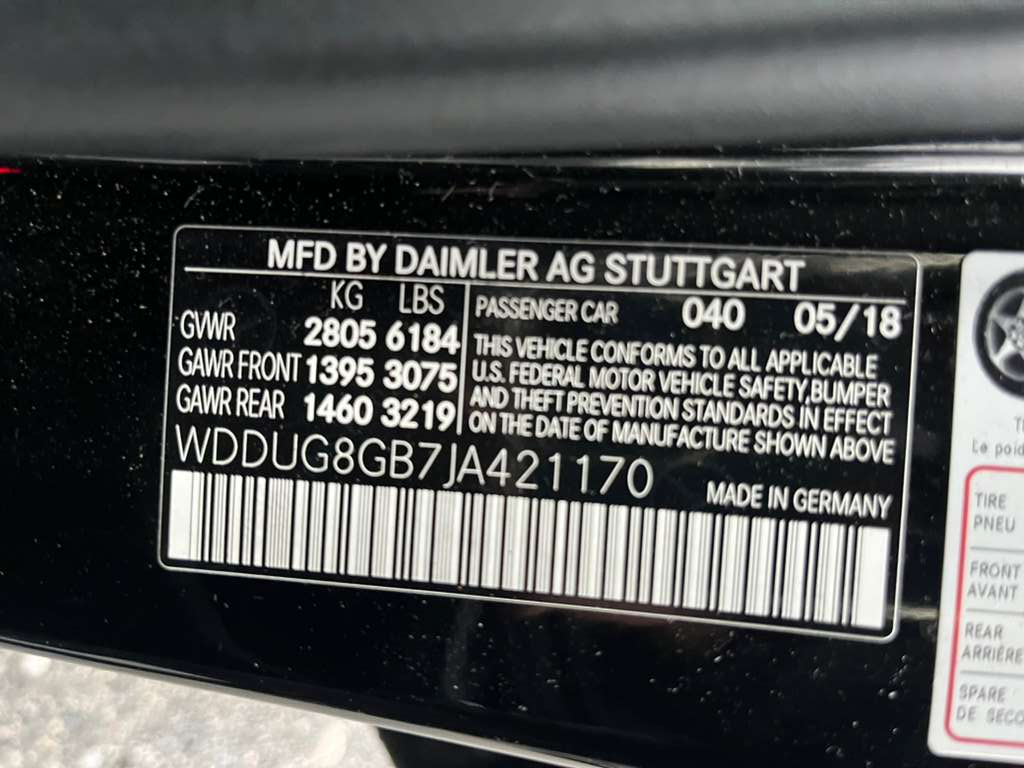 MFD BY DAIMLER AG STUTTGART
KG LBS
GVWR 2805 6184
GAWR FRONT 1395 3075
GAWR REAR 1460 3219
PASSENGER CAR 040 05/18
THIS VEHICLE CONFORMS TO ALL APPLICABLE
U.S. FEDERAL MOTOR VEHICLE SAFETY, BUMPER
AND THEFT PREVENTION STANDARDS IN EFFECT
ON THE DATE OF MANUFACTURE SHOWN ABOVE
WDDUG8GB7JA421170
MADE IN GERMANY
Le poid
TIRE
PNEU
FRONT
AVANT
REAR
ARRIÈRE
SPARE
DE SECO